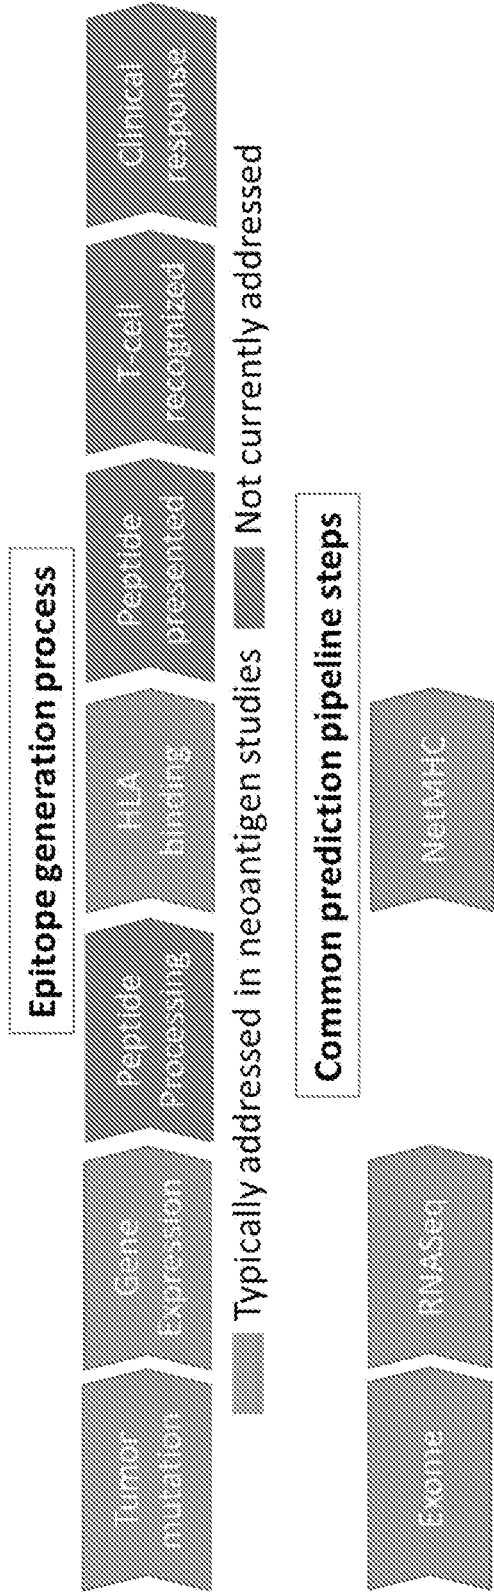 Epitope generation process
Tumor
mutation
Gene
Expression
Peptide
Processing
HLA
binding
Peptide
presented
T-cell
recognized
Clinical
response
Typically addressed in neoantigen studies
Not currently addressed
Common prediction pipeline steps
Exome
RNASeq
NetMHC